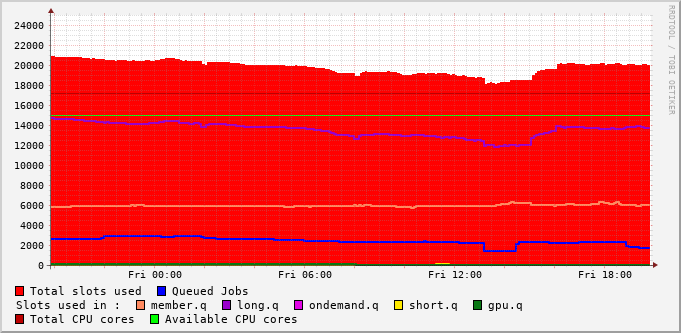 24000
22000
20000
18000
16000
14000
12000
10000
8000
6000
4000
2000
0
Fri 00:00 Fri 06:00 Fri 12:00 Fri 18:00
RRDTOOL / TOBI OETIKER
Total slots used Queued Jobs
Slots used in : member.q long.q ondemand.q short.q gpu.q
Total CPU cores Available CPU cores